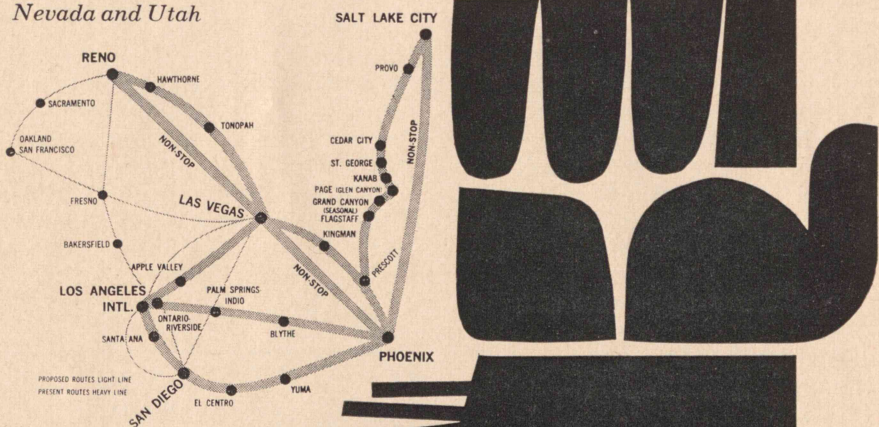 Nevada and Utah
SALT LAKE CITY
RENO
HAWTHORNE
PROVO
SACRAMENTO
TONOPAH
OAKLAND
SAN FRANCISCO
NON-STOP
NON-STOP
CEDAR CITY
ST. GEORGE
KANAB
PAGE (GLEN CANYON)
GRAND CANYON
(SEASONAL)
FLAGSTAFF
FRESNO
LAS VEGAS
KINGMAN
BAKERSFIELD
PRESCOTT
APPLE VALLEY
NON-STOP
LOS ANGELES
INTL.
PALM SPRINGS
INDIO
ONTARIO-
RIVERSIDE
BLYTHE
SANTA ANA
PHOENIX
PROPOSED ROUTES LIGHT LINE
PRESENT ROUTES HEAVY LINE
SAN DIEGO
EL CENTRO
YUMA